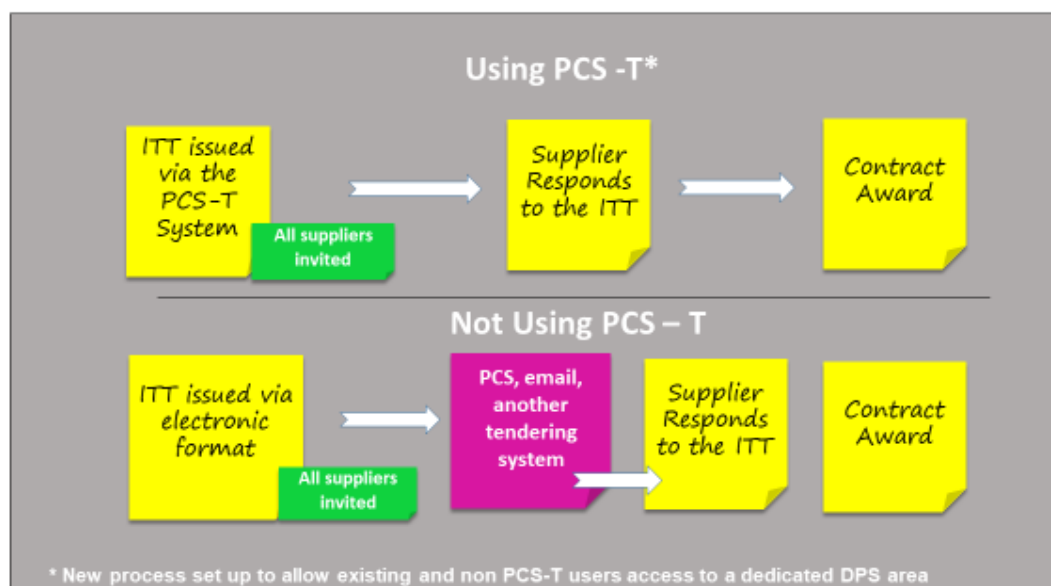 Using PCS -T*
ITT issued
via the
PCS-T
System
All suppliers
invited
Supplier
Responds
to the ITT
Contract
Award
Not Using PCS – T
ITT issued via
electronic
format
All suppliers
invited
PCS, email,
another
tendering
system
Supplier
Responds
to the ITT
Contract
Award
* New process set up to allow existing and non PCS-T users access to a dedicated DPS area